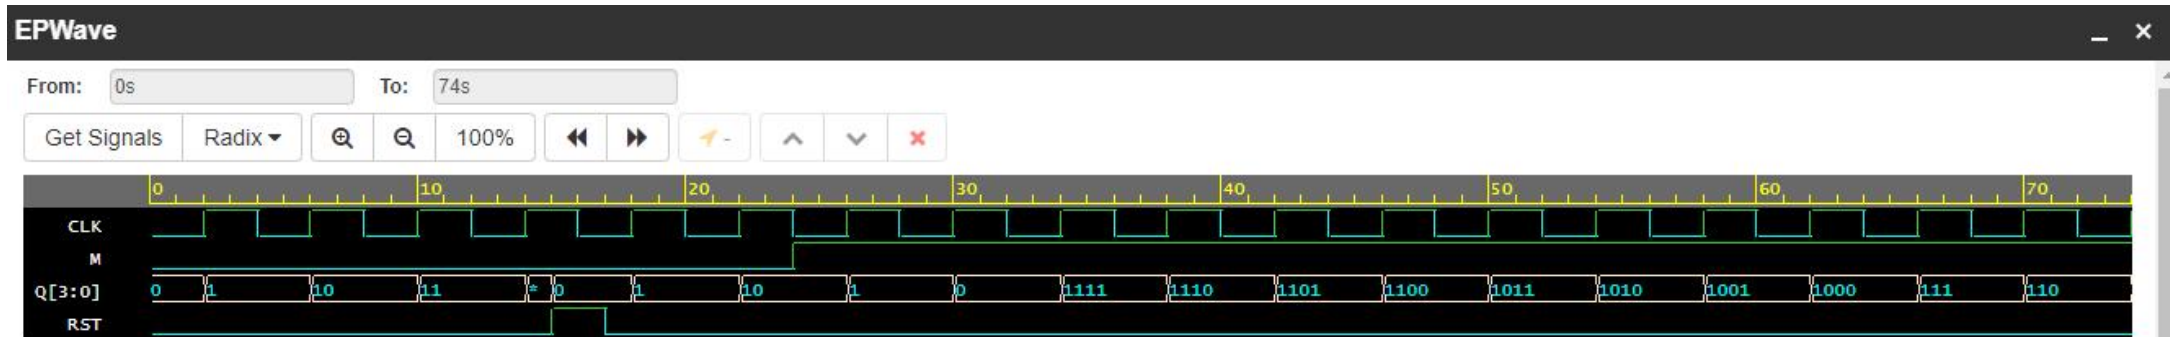 EPWave
From: 0s To: 74s
Get Signals Radix 100% -
0 10 20 30 40 50 60 70
CLK
M
Q[3:0] 0 1 10 11 * 0 1 10 1 0 1111 1110 1101 1100 1011 1010 1001 1000 111 110
RST